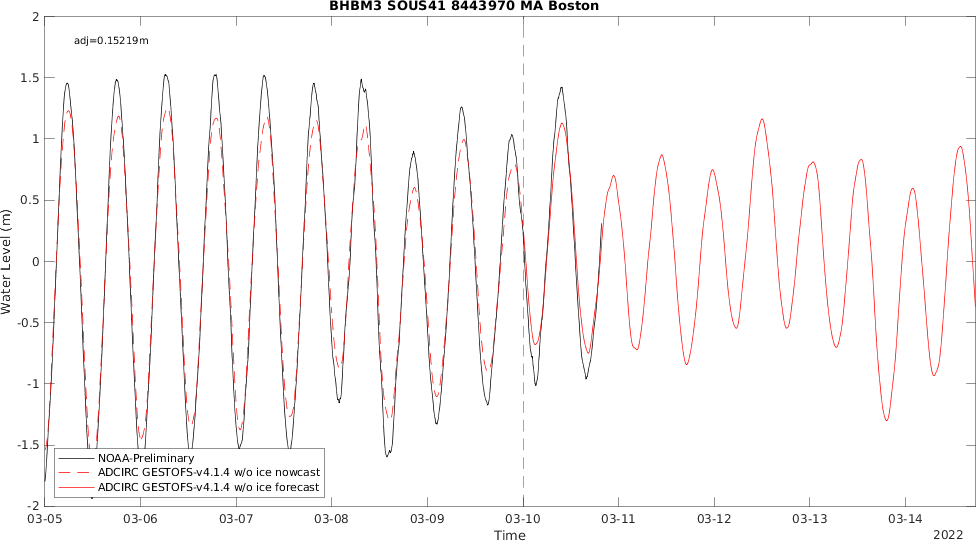 BHBM3 SOUS41 8443970 MA Boston
adj=0.15219m
Water Level (m)
2
1.5
1
0.5
0
-0.5
-1
-1.5
-2
NOAA-Preliminary
ADCIRC GESTOFS-v4.1.4 w/o ice nowcast
ADCIRC GESTOFS-v4.1.4 w/o ice forecast
03-05 03-06 03-07 03-08 03-09 03-10 03-11 03-12 03-13 03-14
Time
2022